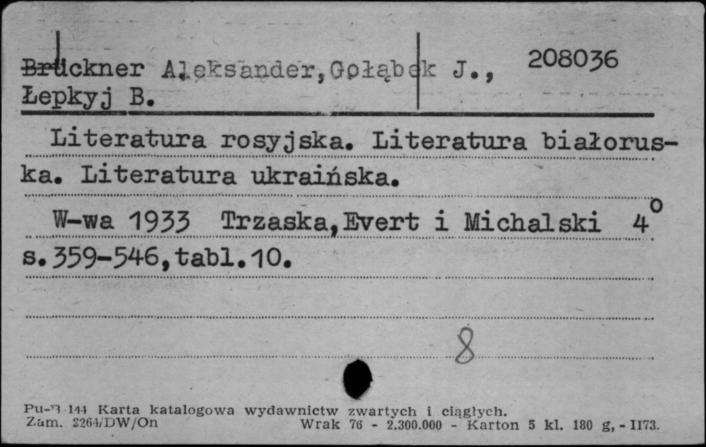 Brückner Aleksander,Gołąbek J., 208036
Łepkyj B.
Literatura rosyjska. Literatura białorus-
ka. Literatura ukraińska.
W-wa 1933 Trzaska,Evert i Michalski 4°
s.359-546,tabl.10.
8
Pu-B 144 Karta katalogowa wydawnictw zwartych i ciągłych.
Zam. 2264/DW/On Wrak 76 - 2.300.000 - Karton 5 kl. 180 g, - II73.